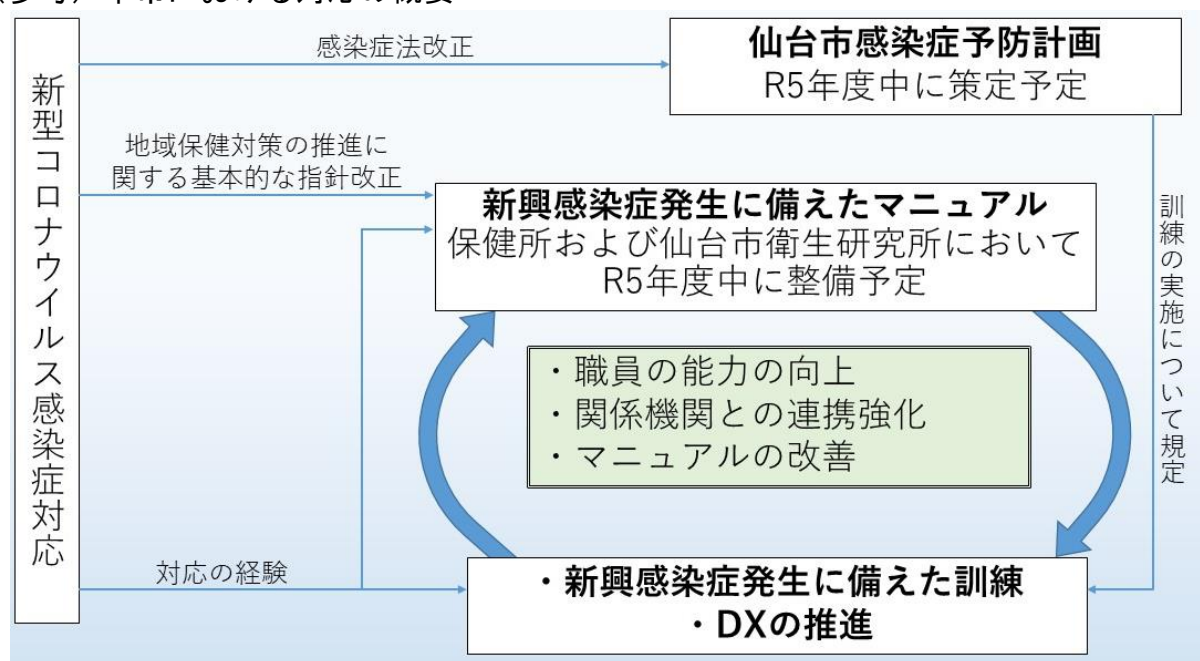 感染症法改正
仙台市感染症予防計画
R5年度中に策定予定
新型コロナウイルス感染症対応
地域保健対策の推進に
関する基本的な指針改正
新興感染症発生に備えたマニュアル
保健所および仙台市衛生研究所において
R5年度中に整備予定
訓練の実施について規定
・職員の能力の向上
・関係機関との連携強化
・マニュアルの改善
対応の経験
・新興感染症発生に備えた訓練
・DXの推進